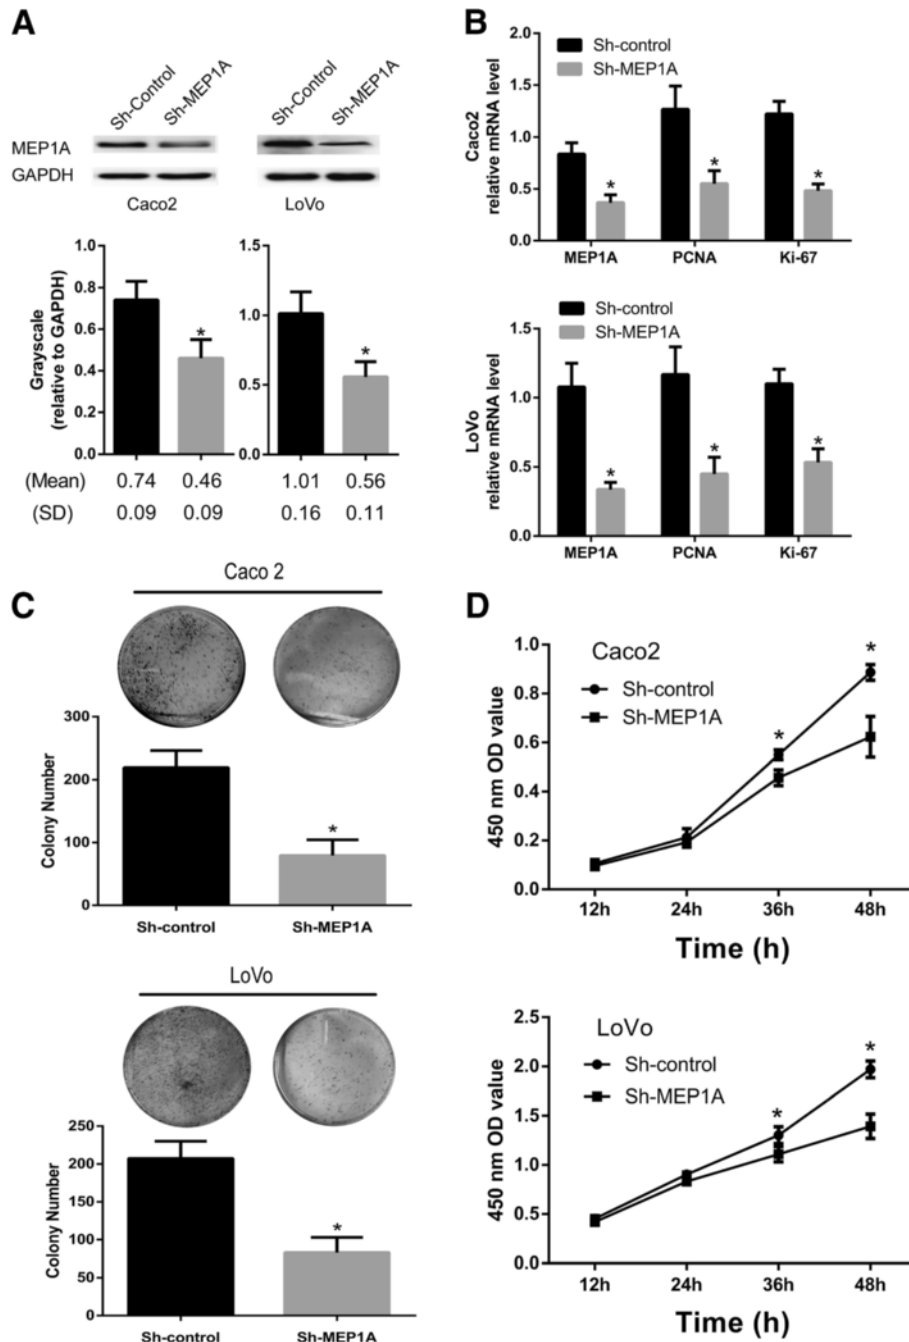 A
Sh-Control Sh-MEP1A Sh-Control Sh-MEP1A
MEP1A
GAPDH
Caco2 LoVo
Grayscale
(relative to GAPDH)
1.0
0.8
0.6
0.4
0.2
0.0
*
1.5
1.0
0.5
0.0
*
(Mean) 0.74 0.46 1.01 0.56
(SD) 0.09 0.09 0.16 0.11
B
Caco2
relative mRNA level
2.0
1.5
1.0
0.5
0.0
Sh-control
Sh-MEP1A
* * *
MEP1A PCNA Ki-67
LoVo
relative mRNA level
1.5
1.0
0.5
0.0
Sh-control
Sh-MEP1A
* * *
MEP1A PCNA Ki-67
C
Caco 2
Colony Number
300
200
100
0
*
Sh-control Sh-MEP1A
LoVo
Colony Number
250
200
150
100
50
0
*
Sh-control Sh-MEP1A
D
450 nm OD value
1.0
0.8
0.6
0.4
0.2
0.0
Caco2
Sh-control
Sh-MEP1A
* *
12h 24h 36h 48h
Time (h)
450 nm OD value
2.5
2.0
1.5
1.0
0.5
0.0
LoVo
Sh-control
Sh-MEP1A
* *
12h 24h 36h 48h
Time (h)